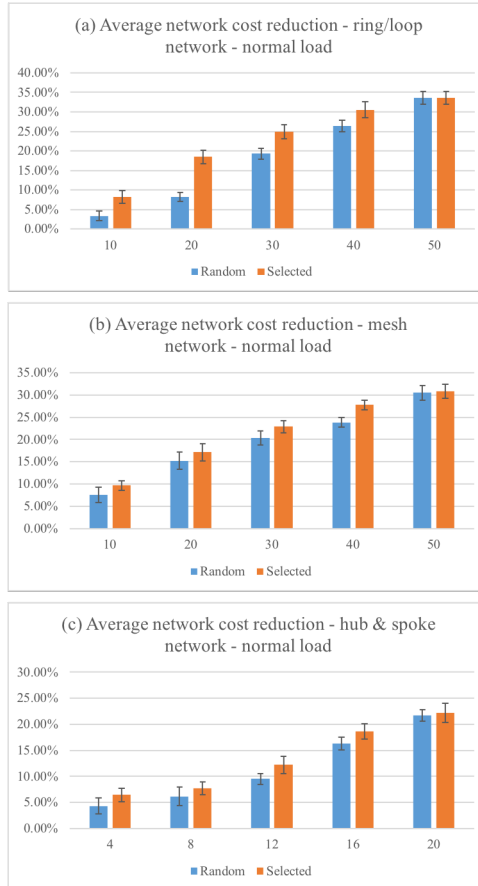 (a) Average network cost reduction - ring/loop
network - normal load
40.00%
35.00%
30.00%
25.00%
20.00%
15.00%
10.00%
5.00%
0.00%
10 20 30 40 50
Random Selected
(b) Average network cost reduction - mesh
network - normal load
35.00%
30.00%
25.00%
20.00%
15.00%
10.00%
5.00%
0.00%
10 20 30 40 50
Random Selected
(c) Average network cost reduction - hub & spoke
network - normal load
30.00%
25.00%
20.00%
15.00%
10.00%
5.00%
0.00%
4 8 12 16 20
Random Selected